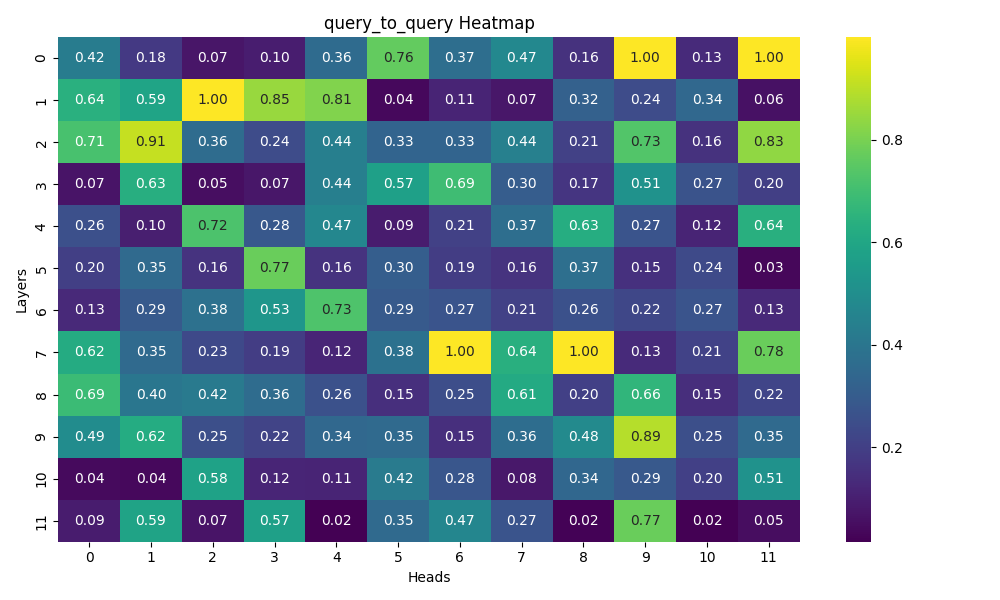 query_to_query Heatmap
0 0.42 0.18 0.07 0.10 0.36 0.76 0.37 0.47 0.16 1.00 0.13 1.00
1 0.64 0.59 1.00 0.85 0.81 0.04 0.11 0.07 0.32 0.24 0.34 0.06
2 0.71 0.91 0.36 0.24 0.44 0.33 0.33 0.44 0.21 0.73 0.16 0.83
3 0.07 0.63 0.05 0.07 0.44 0.57 0.69 0.30 0.17 0.51 0.27 0.20
4 0.26 0.10 0.72 0.28 0.47 0.09 0.21 0.37 0.63 0.27 0.12 0.64
5 0.20 0.35 0.16 0.77 0.16 0.30 0.19 0.16 0.37 0.15 0.24 0.03
6 0.13 0.29 0.38 0.53 0.73 0.29 0.27 0.21 0.26 0.22 0.27 0.13
7 0.62 0.35 0.23 0.19 0.12 0.38 1.00 0.64 1.00 0.13 0.21 0.78
8 0.69 0.40 0.42 0.36 0.26 0.15 0.25 0.61 0.20 0.66 0.15 0.22
9 0.49 0.62 0.25 0.22 0.34 0.35 0.15 0.36 0.48 0.89 0.25 0.35
10 0.04 0.04 0.58 0.12 0.11 0.42 0.28 0.08 0.34 0.29 0.20 0.51
11 0.09 0.59 0.07 0.57 0.02 0.35 0.47 0.27 0.02 0.77 0.02 0.05
0 1 2 3 4 5 6 7 8 9 10 11
Heads
Layers
0.8
0.6
0.4
0.2